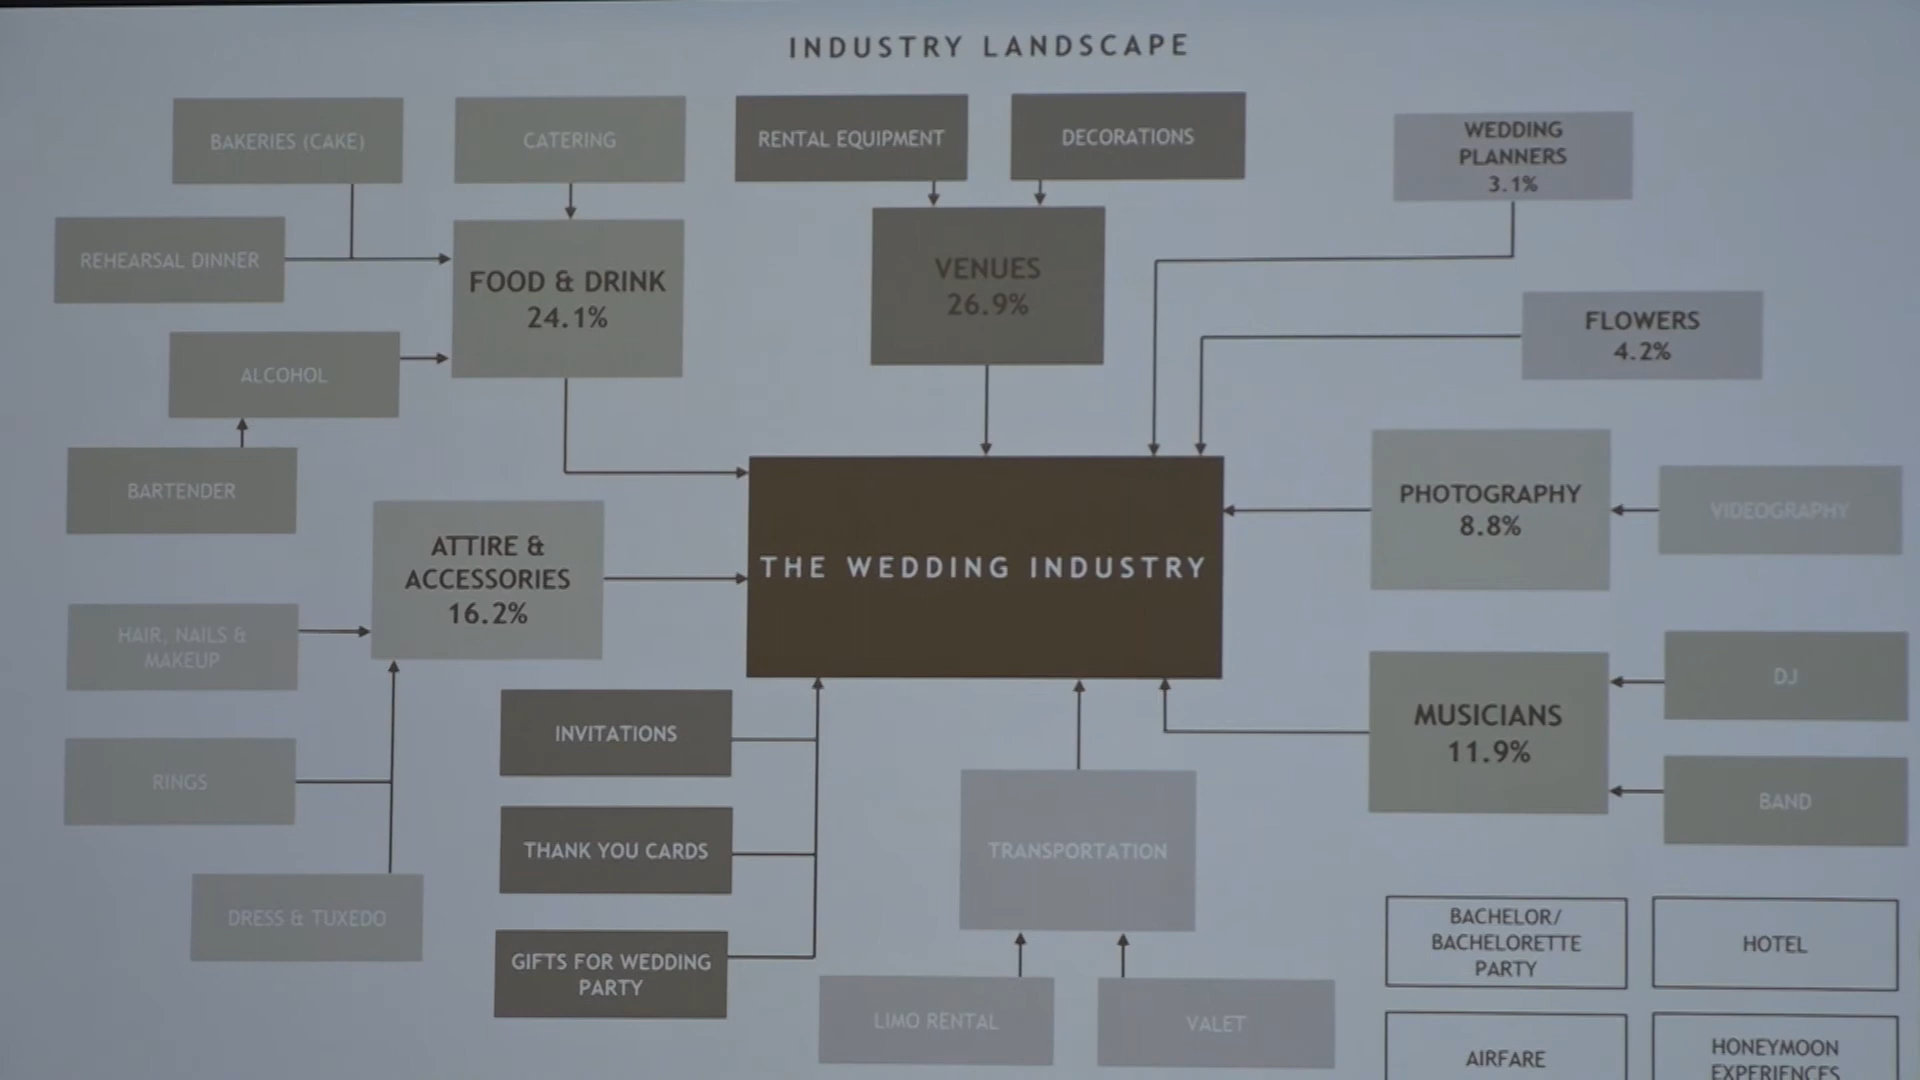 INDUSTRY LANDSCAPE
BAKERIES (CAKE)
CATERING
RENTAL EQUIPMENT
DECORATIONS
WEDDING
PLANNERS
3.1%
REHEARSAL DINNER
FOOD & DRINK
24.1%
VENUES
26.9%
FLOWERS
4.2%
ALCOHOL
BARTENDER
ATTIRE &
ACCESSORIES
16.2%
THE WEDDING INDUSTRY
PHOTOGRAPHY
8.8%
VIDEOGRAPHY
HAIR, NAILS &
MAKEUP
INVITATIONS
MUSICIANS
11.9%
DJ
RINGS
THANK YOU CARDS
TRANSPORTATION
BAND
DRESS & TUXEDO
GIFTS FOR WEDDING
PARTY
LIMO RENTAL
VALET
BACHELOR/
BACHELORETTE
PARTY
HOTEL
AIRFARE
HONEYMOON
EXPERIENCES